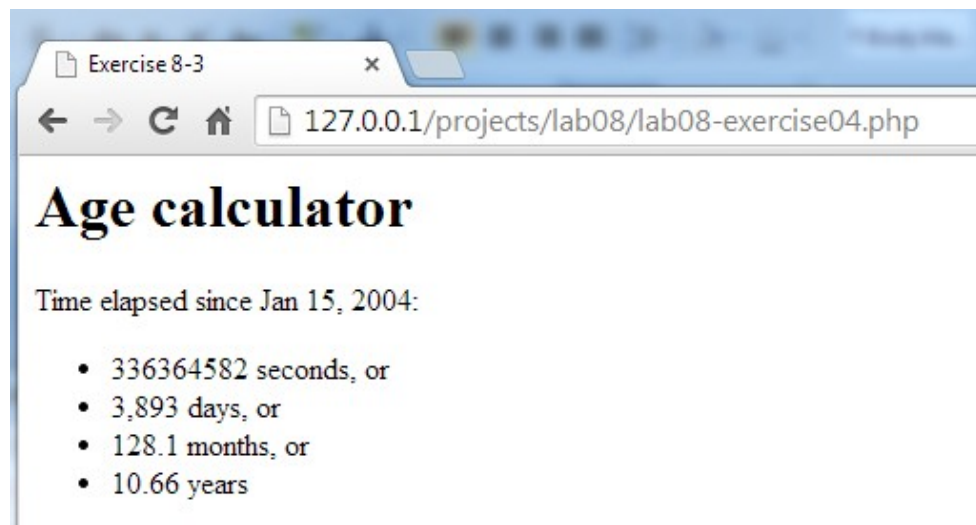 Exercise 8-3
127.0.0.1/projects/lab08/lab08-exercise04.php
Age calculator
Time elapsed since Jan 15, 2004:
• 336364582 seconds, or
• 3,893 days, or
• 128.1 months, or
• 10.66 years